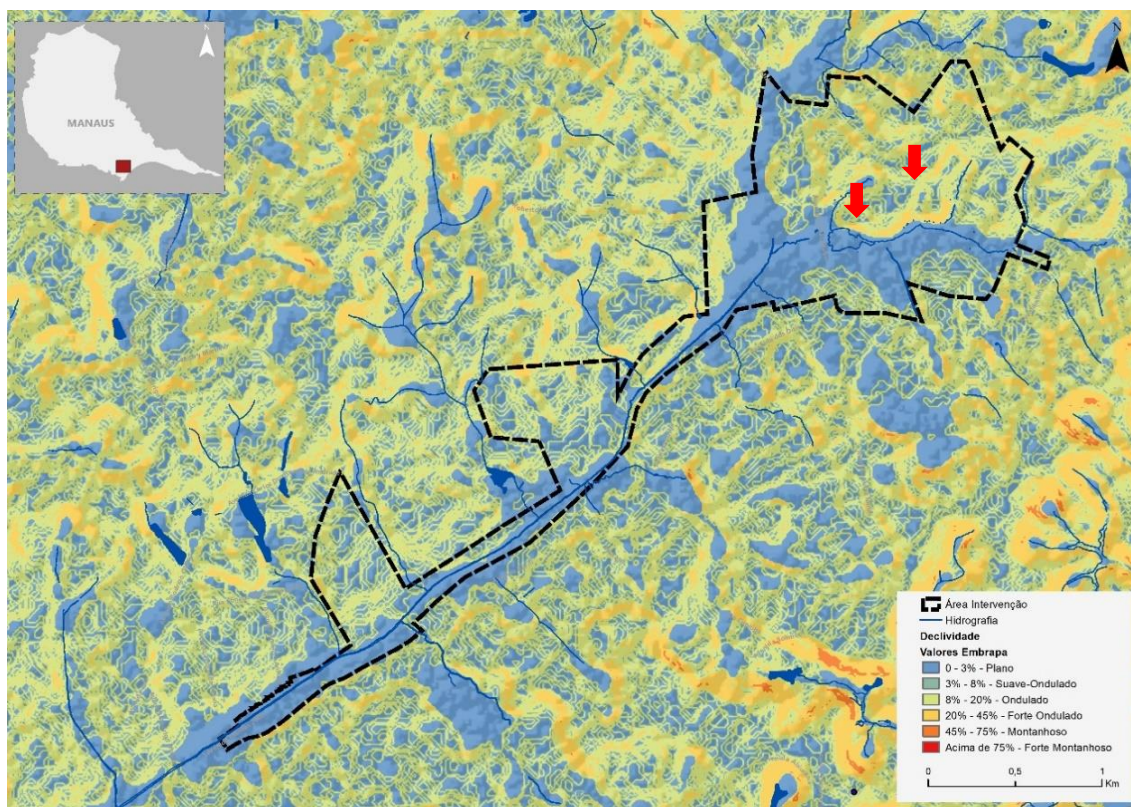 MANAUS
N
Área Intervenção
Hidrografia
Declividade
Valores Embrapa
0 - 3% - Plano
3% - 8% - Suave-Ondulado
8% - 20% - Ondulado
20% - 45% - Forte Ondulado
45% - 75% - Montanhoso
Acima de 75% - Forte Montanhoso
0 0,5 1
Km